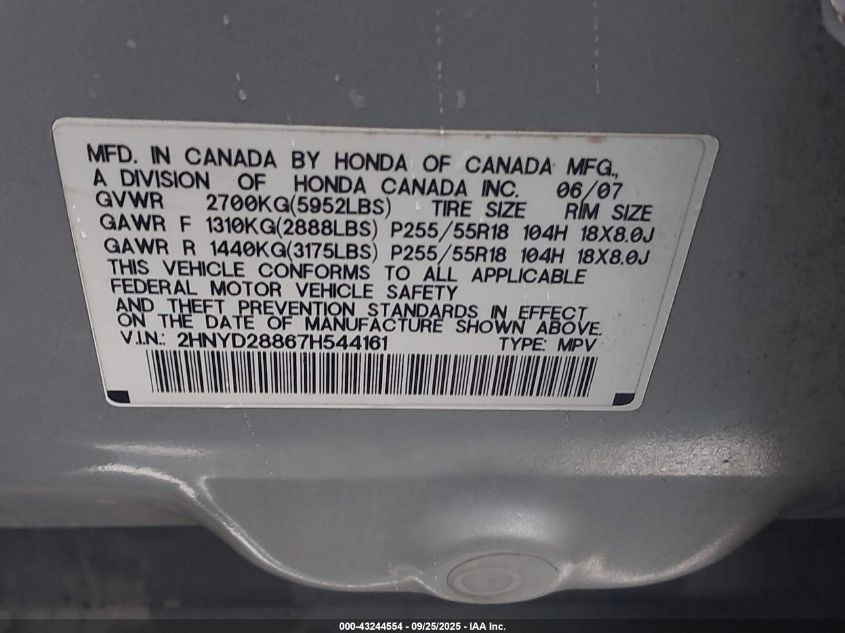 MFD. IN CANADA BY HONDA OF CANADA MFG.,
A DIVISION OF HONDA CANADA INC. 06/07
GVWR 2700KG(5952LBS) TIRE SIZE RIM SIZE
GAWR F 1310KG(2888LBS) P255/55R18 104H 18X8.0J
GAWR R 1440KG(3175LBS) P255/55R18 104H 18X8.0J
THIS VEHICLE CONFORMS TO ALL APPLICABLE
FEDERAL MOTOR VEHICLE SAFETY
AND THEFT PREVENTION STANDARDS IN EFFECT
ON THE DATE OF MANUFACTURE SHOWN ABOVE.
V.I.N.: 2HNYD28867H544161 TYPE: MPV
000-43244554 - 09/25/2025 - IAA Inc.